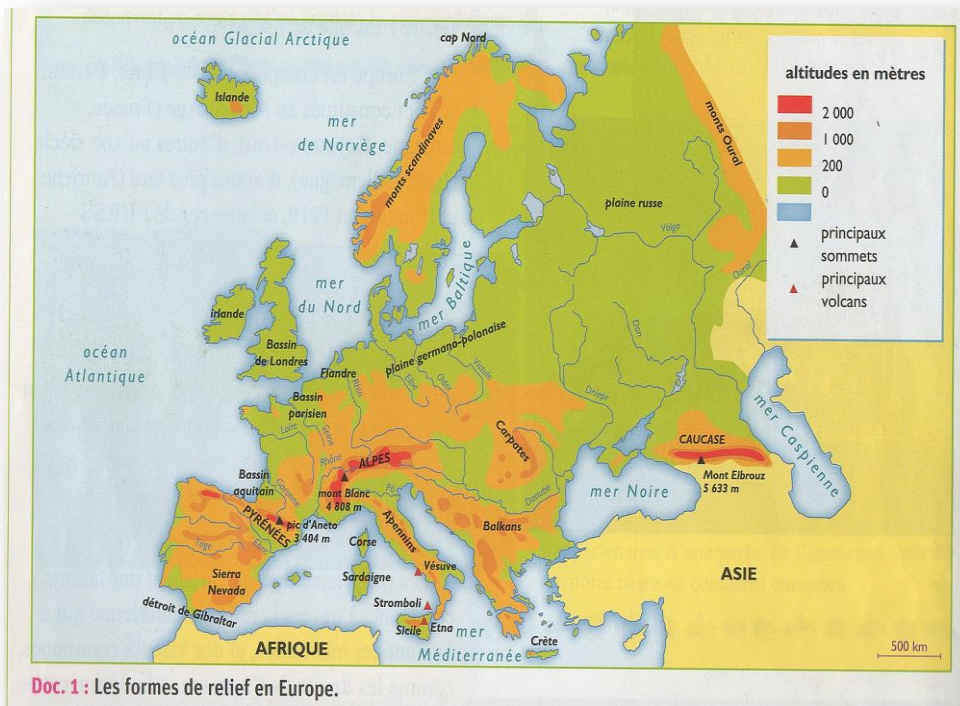 océan Glacial Arctique
cap Nord
Islande
mer
de Norvège
monts scandinaves
monts Oural
plaine russe
Volga
Oural
altitudes en mètres
2 000
1 000
200
0
principaux
sommets
principaux
volcans
mer
du Nord
mer Baltique
irlande
Bassin
de Londres
océan
Atlantique
plaine germano-polonaise
Flandre
Rhin
Elbe
Oder
Vistule
Don
Dniepr
Bassin
parisien
Loire
Seine
Rhône
ALPES
Carpates
CAUCASE
Mont Elbrouz
5 633 m
mer Caspienne
Bassin
aquitain
Garonne
mont Blanc
4 808 m
Pô
Danube
mer Noire
PYRÉNÉES
pic d'Aneto
3 404 m
Èbre
Tage
Corse
Apennins
Balkans
Sierra
Nevada
Sardaigne
Vésuve
ASIE
détroit de Gibraltar
Stromboli
Sicile
Etna
mer
Méditerranée
Crète
AFRIQUE
500 km
Doc. 1 : Les formes de relief en Europe.